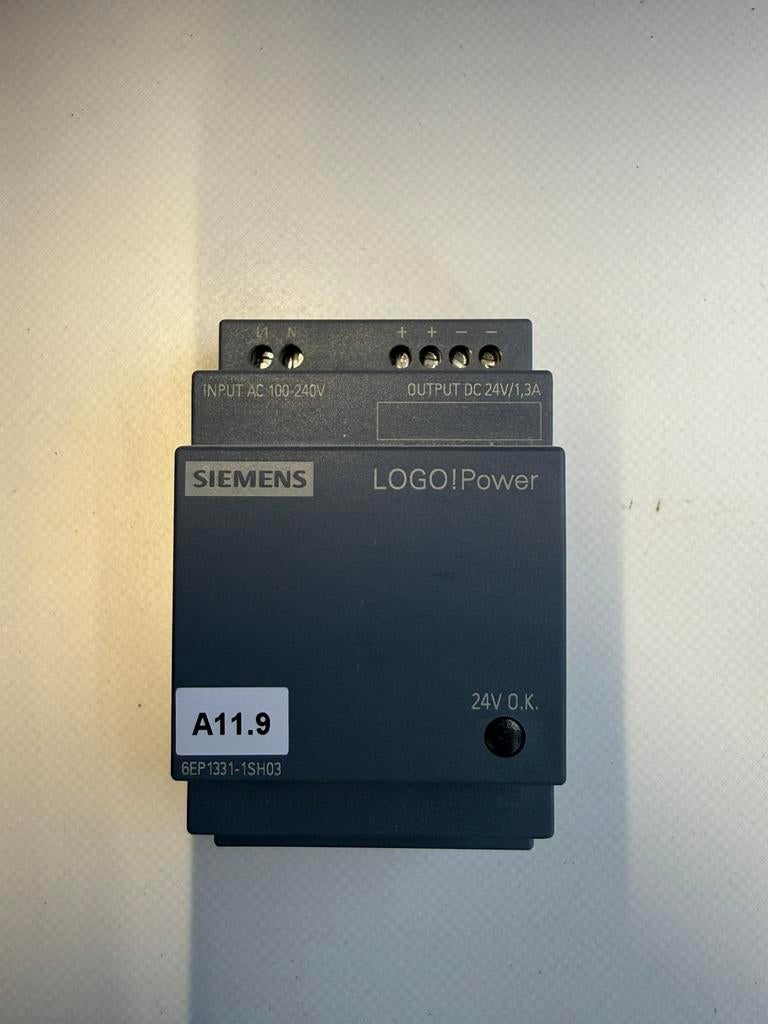 L1 N + + − −
INPUT AC 100-240V OUTPUT DC 24V/1,3A
SIEMENS LOGO!Power
24V O.K.
A11.9
6EP1331-1SH03